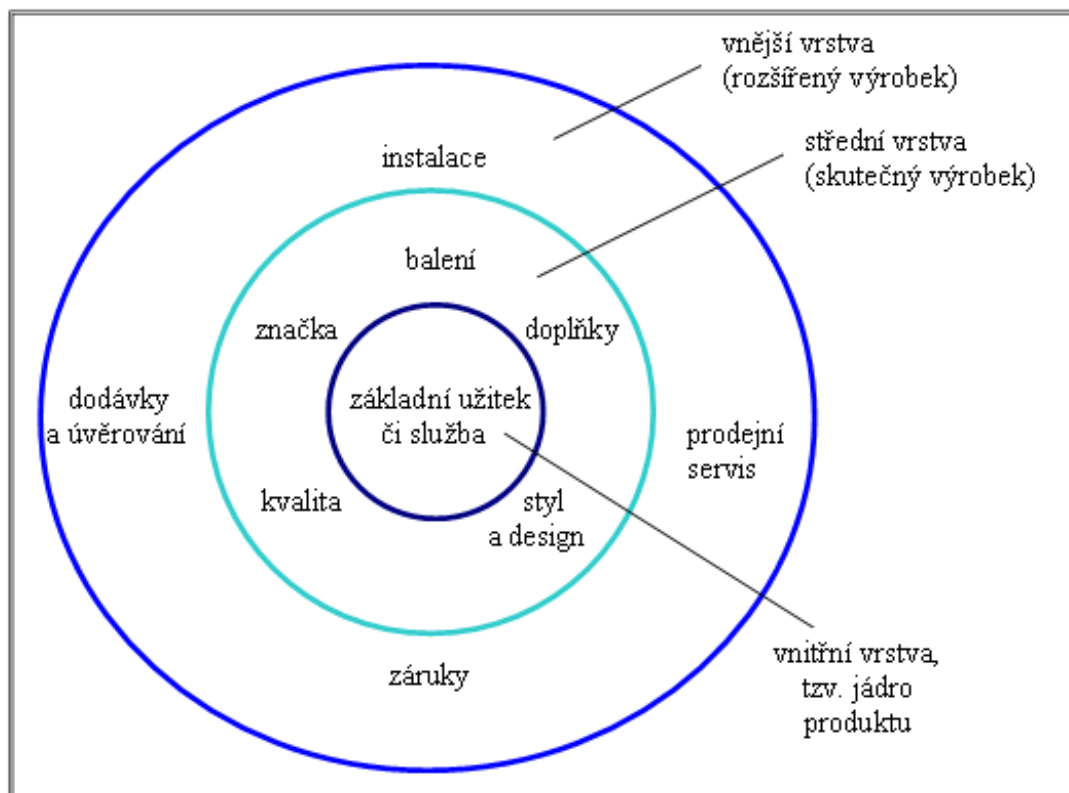 vnější vrstva
(rozšířený výrobek)
střední vrstva
(skutečný výrobek)
instalace
balení
značka
doplňky
základní užitek
či služba
dodávky
a úvěrování
prodejní
servis
kvalita
styl
a design
záruky
vnitřní vrstva,
tzv. jádro
produktu